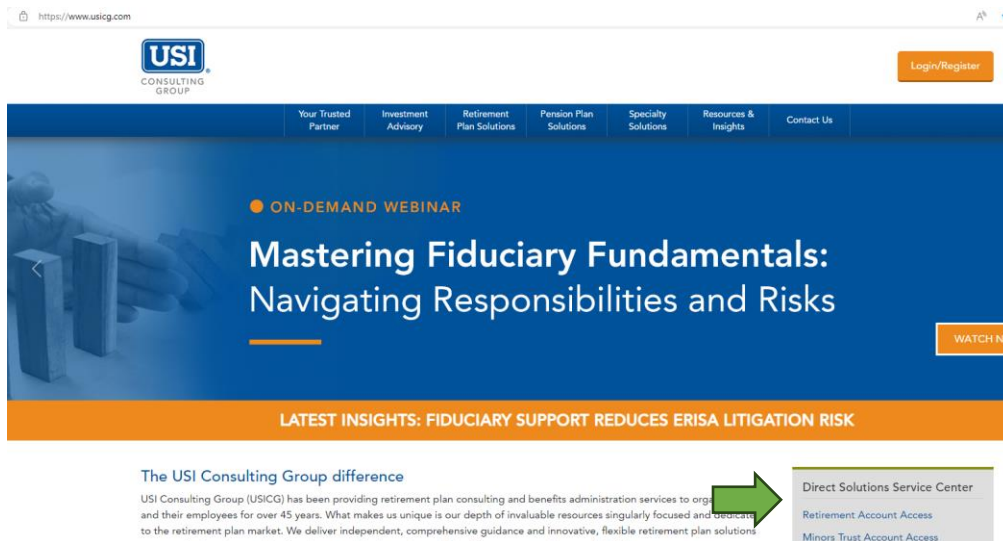 https://www.usicg.com
USI
CONSULTING
GROUP
Login/Register
Your Trusted
Partner
Investment
Advisory
Retirement
Plan Solutions
Pension Plan
Solutions
Specialty
Solutions
Resources &
Insights
Contact Us
ON-DEMAND WEBINAR
Mastering Fiduciary Fundamentals:
Navigating Responsibilities and Risks
WATCH N
LATEST INSIGHTS: FIDUCIARY SUPPORT REDUCES ERISA LITIGATION RISK
The USI Consulting Group difference
USI Consulting Group (USICG) has been providing retirement plan consulting and benefits administration services to
and their employees for over 45 years. What makes us unique is our depth of invaluable resources singularly focused and
to the retirement plan market. We deliver independent, comprehensive guidance and innovative, flexible retirement plan solutions
Direct Solutions Service Center
Retirement Account Access
Minors Trust Account Access